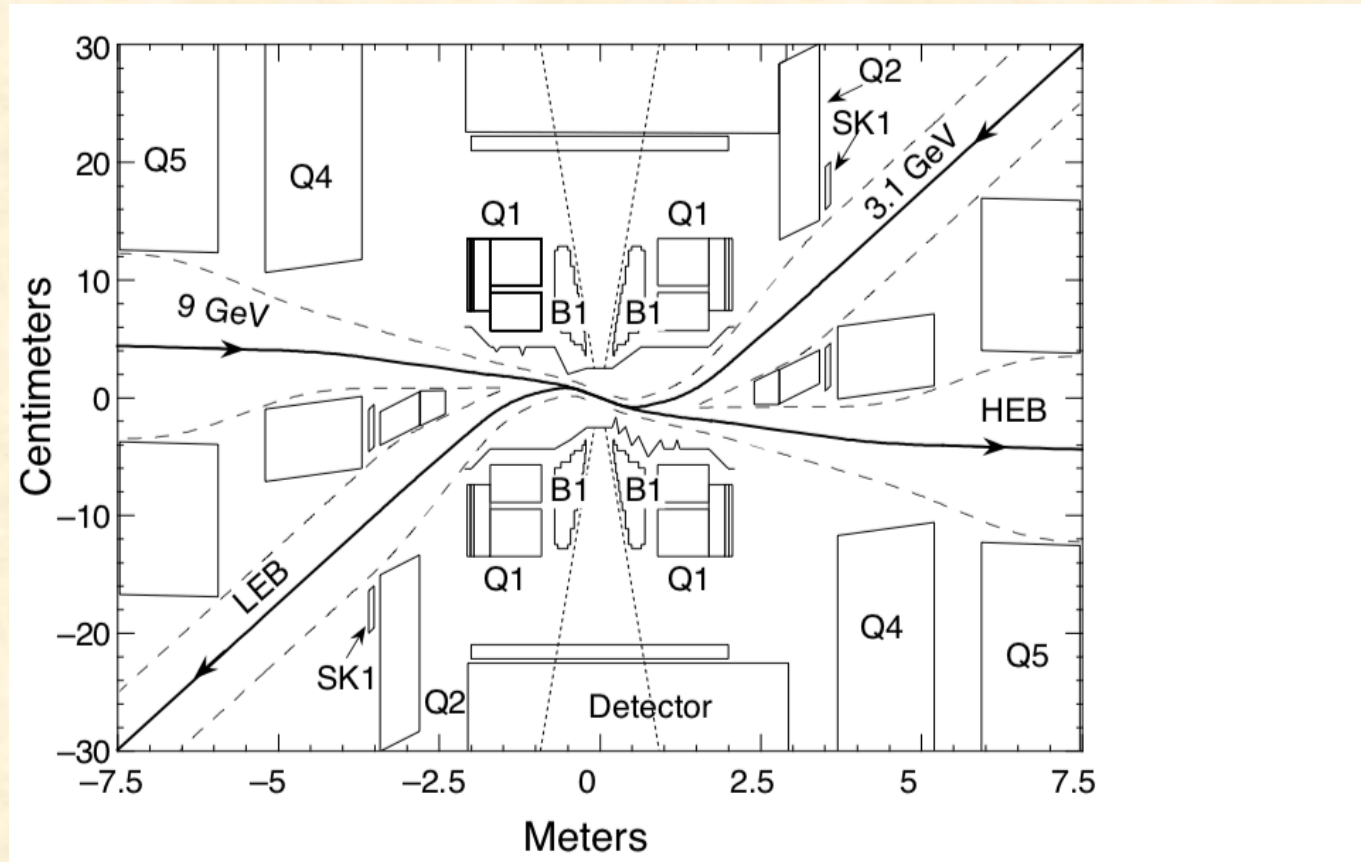 30
20
10
0
−10
−20
−30
Centimeters
−7.5
−5
−2.5
0
2.5
5
7.5
Meters
Q5
Q4
Q2
SK1
3.1 GeV
Q1
Q1
9 GeV
B1
B1
HEB
B1
B1
LEB
Q1
Q1
SK1
Q2
Detector
Q4
Q5